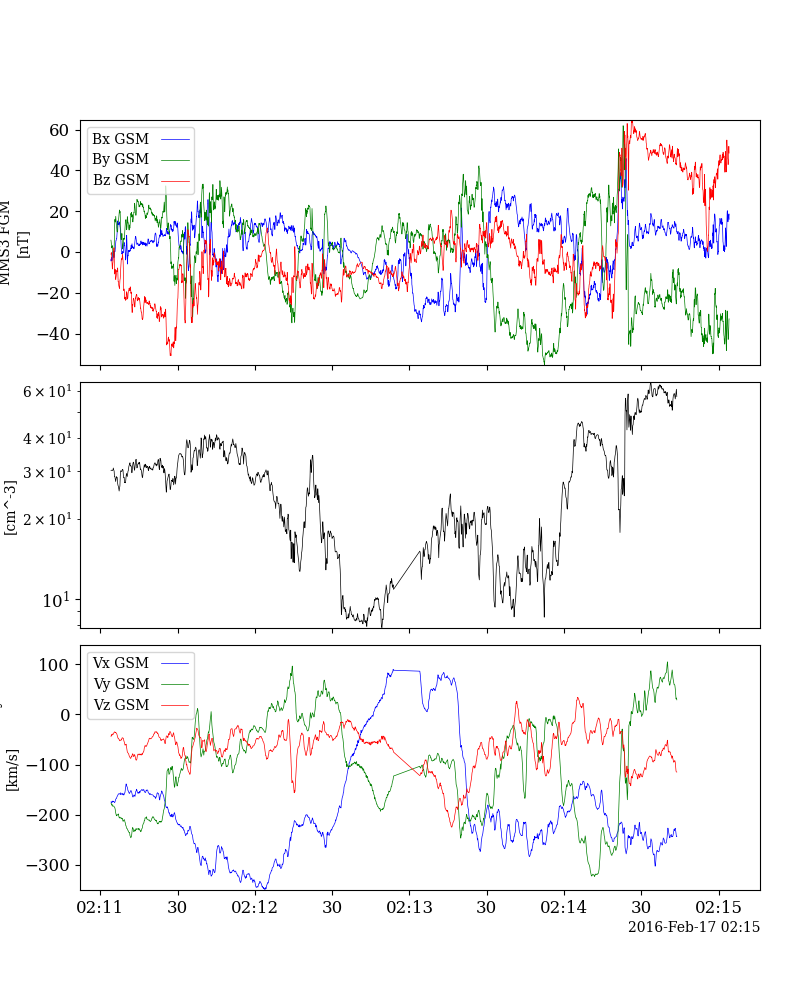 60
40
20
0
−20
−40
MMS3 FGM
[nT]
Bx GSM
By GSM
Bz GSM
6 × 10¹
4 × 10¹
3 × 10¹
2 × 10¹
10¹
[cm^-3]
100
0
−100
−200
−300
[km/s]
Vx GSM
Vy GSM
Vz GSM
02:11
30
02:12
30
02:13
30
02:14
30
02:15
2016-Feb-17 02:15